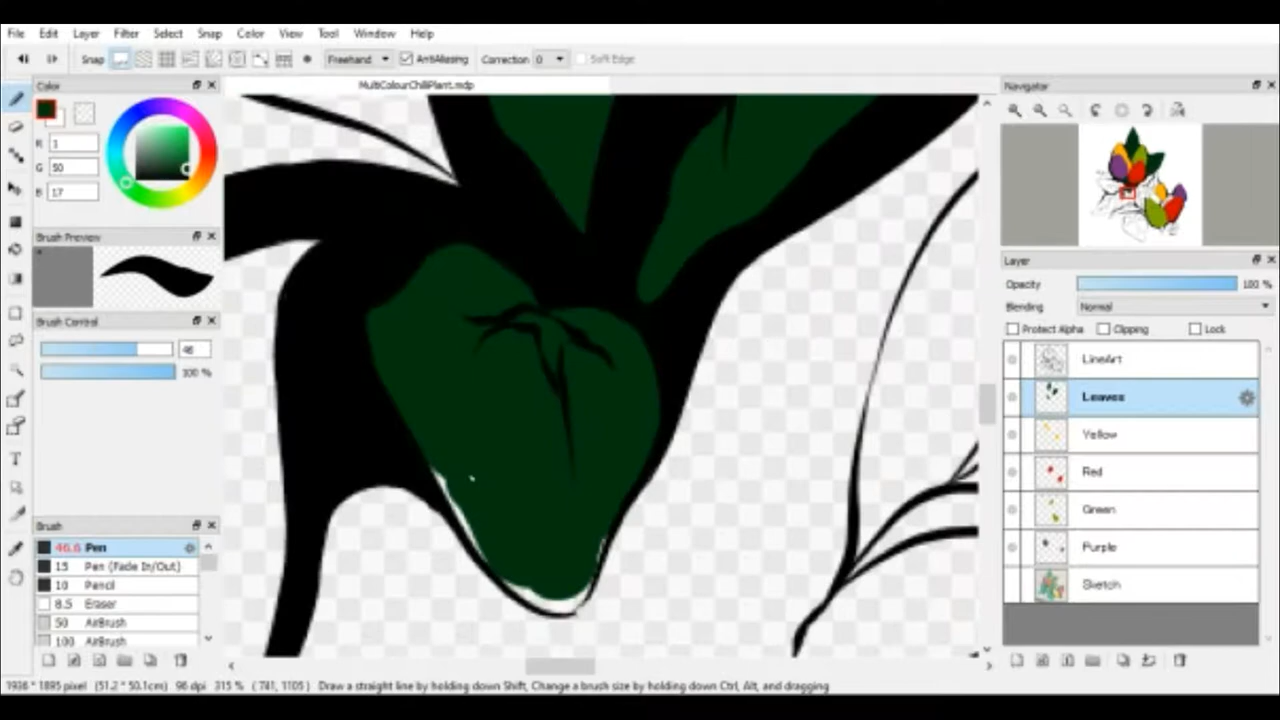 File Edit Layer Filter Select Snap Color View Tool Window Help
Snap Freehand AntiAliasing Correction 0 Soft Edge
Color
MultiColourChilliPlant.mdp
Navigator
R 1
G 50
B 17
Brush Preview
Layer
Opacity 100 %
Blending Normal
Brush Control
Protect Alpha Clipping Lock
46
100 %
LineArt
Leaves
Yellow
Red
Green
Purple
Sketch
Brush
46.6 Pen
15 Pen (Fade In/Out)
10 Pencil
8.5 Eraser
50 AirBrush
100 AirBrush
1936 * 1895 pixel (51.2 * 50.1cm) 96 dpi 315 % ( 781, 1105 ) Draw a straight line by holding down Shift, Change a brush size by holding down Ctrl, Alt, and dragging